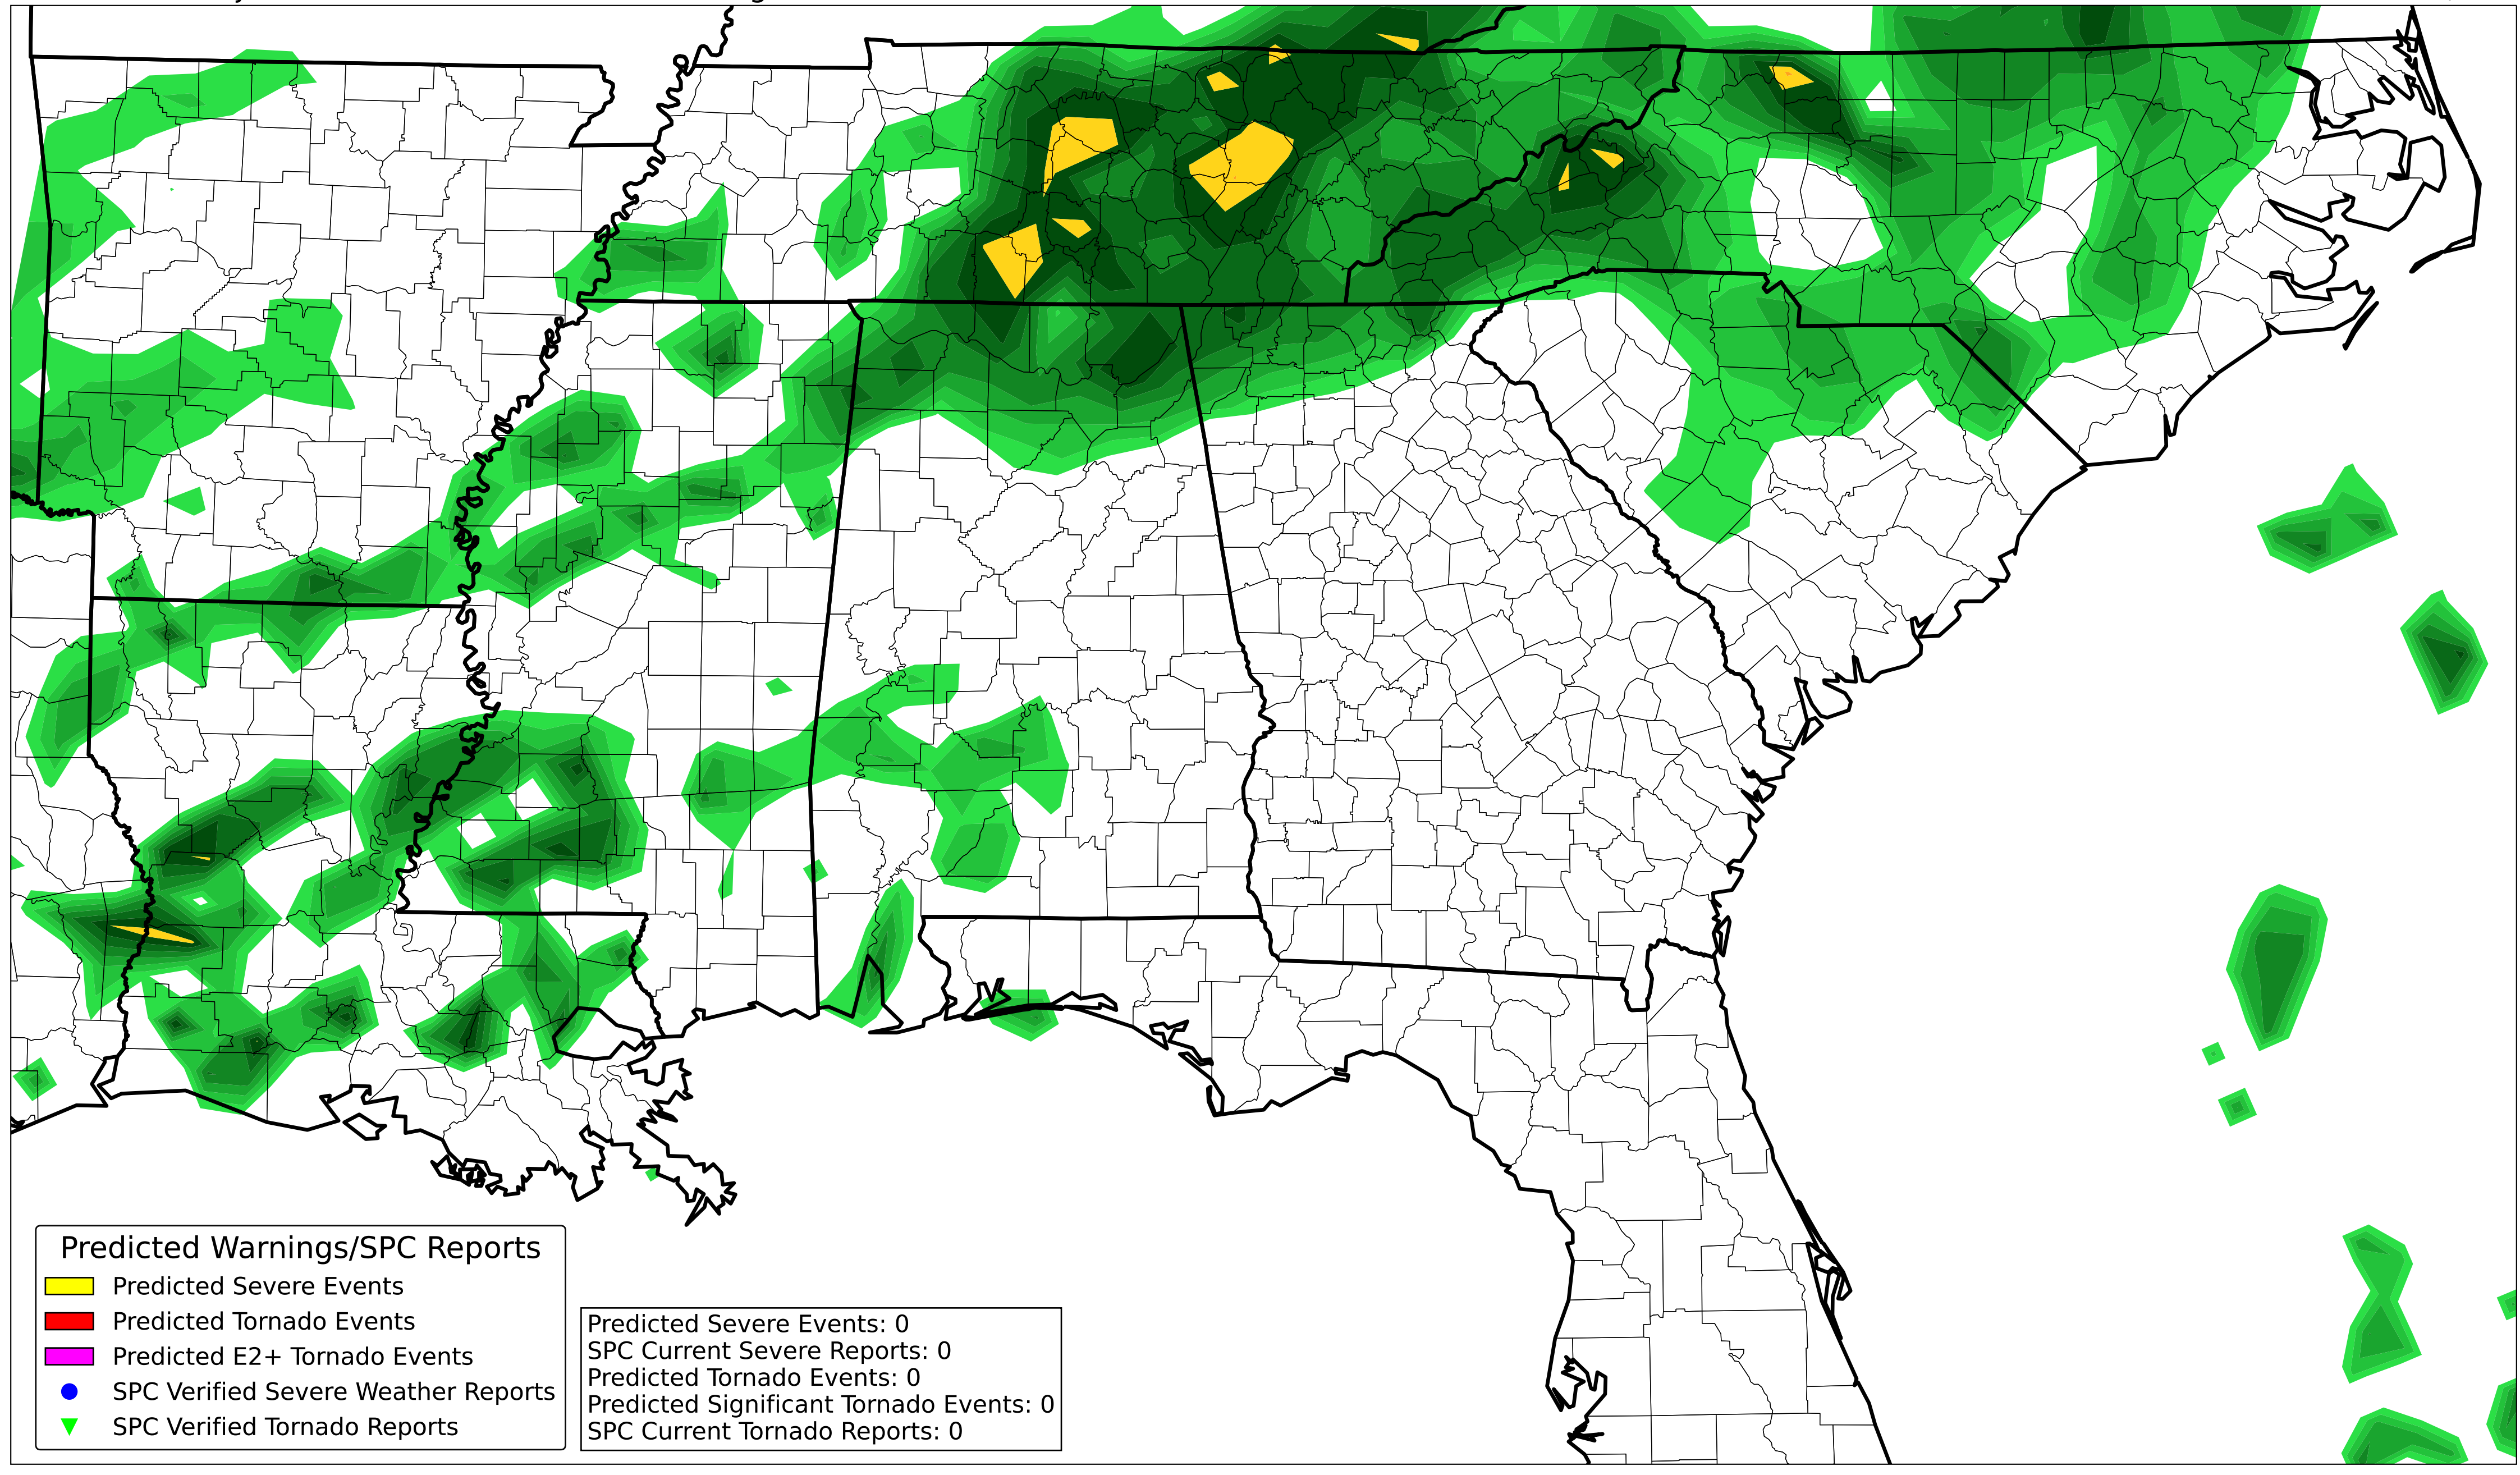 Predicted Warnings/SPC Reports
Predicted Severe Events
Predicted Tornado Events
Predicted E2+ Tornado Events
SPC Verified Severe Weather Reports
SPC Verified Tornado Reports
Predicted Severe Events: 0
SPC Current Severe Reports: 0
Predicted Tornado Events: 0
Predicted Significant Tornado Events: 0
SPC Current Tornado Reports: 0